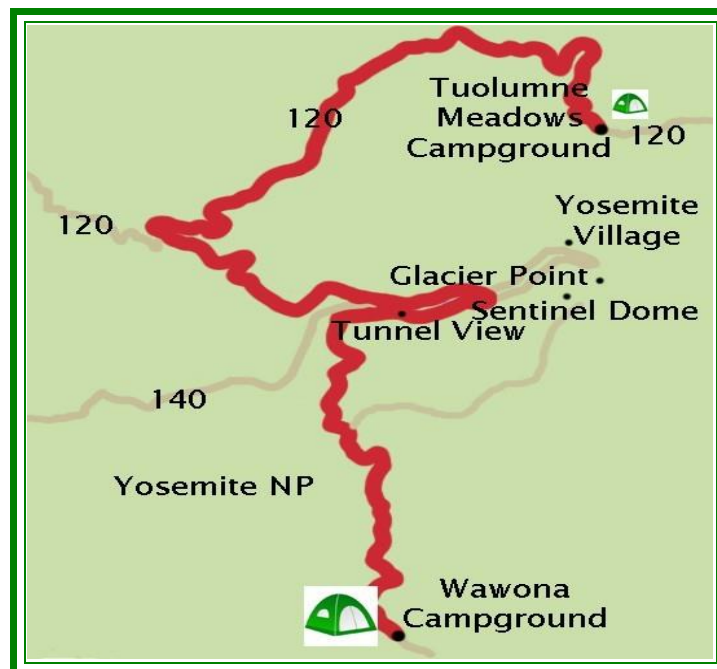 Tuolumne
Meadows
Campground
120
120
120
Yosemite
Village
Glacier Point
Sentinel Dome
Tunnel View
140
Yosemite NP
Wawona
Campground